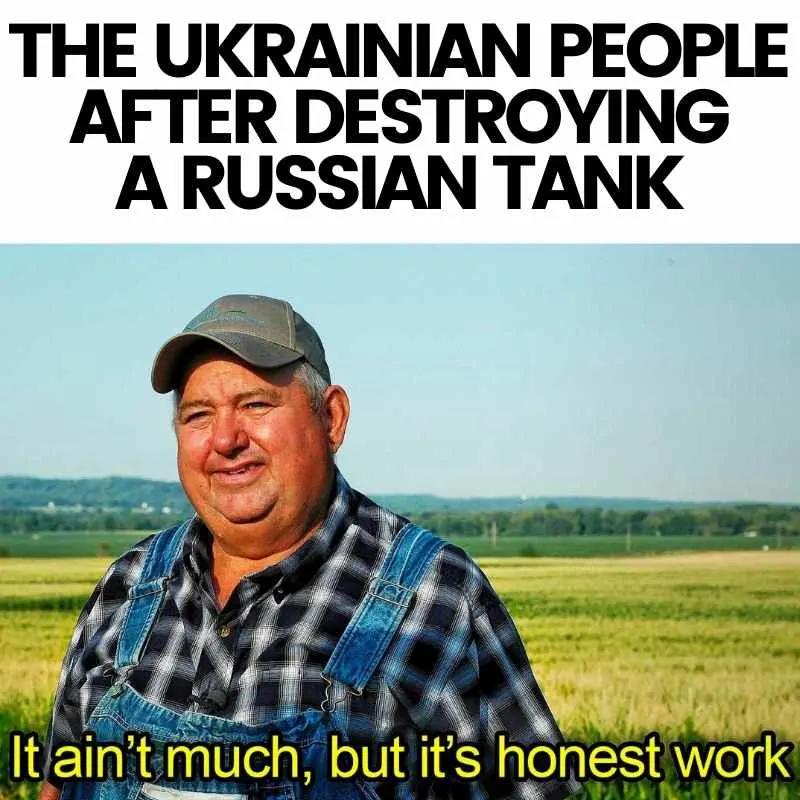 THE UKRAINIAN PEOPLE
AFTER DESTROYING
A RUSSIAN TANK
It ain't much, but it's honest work